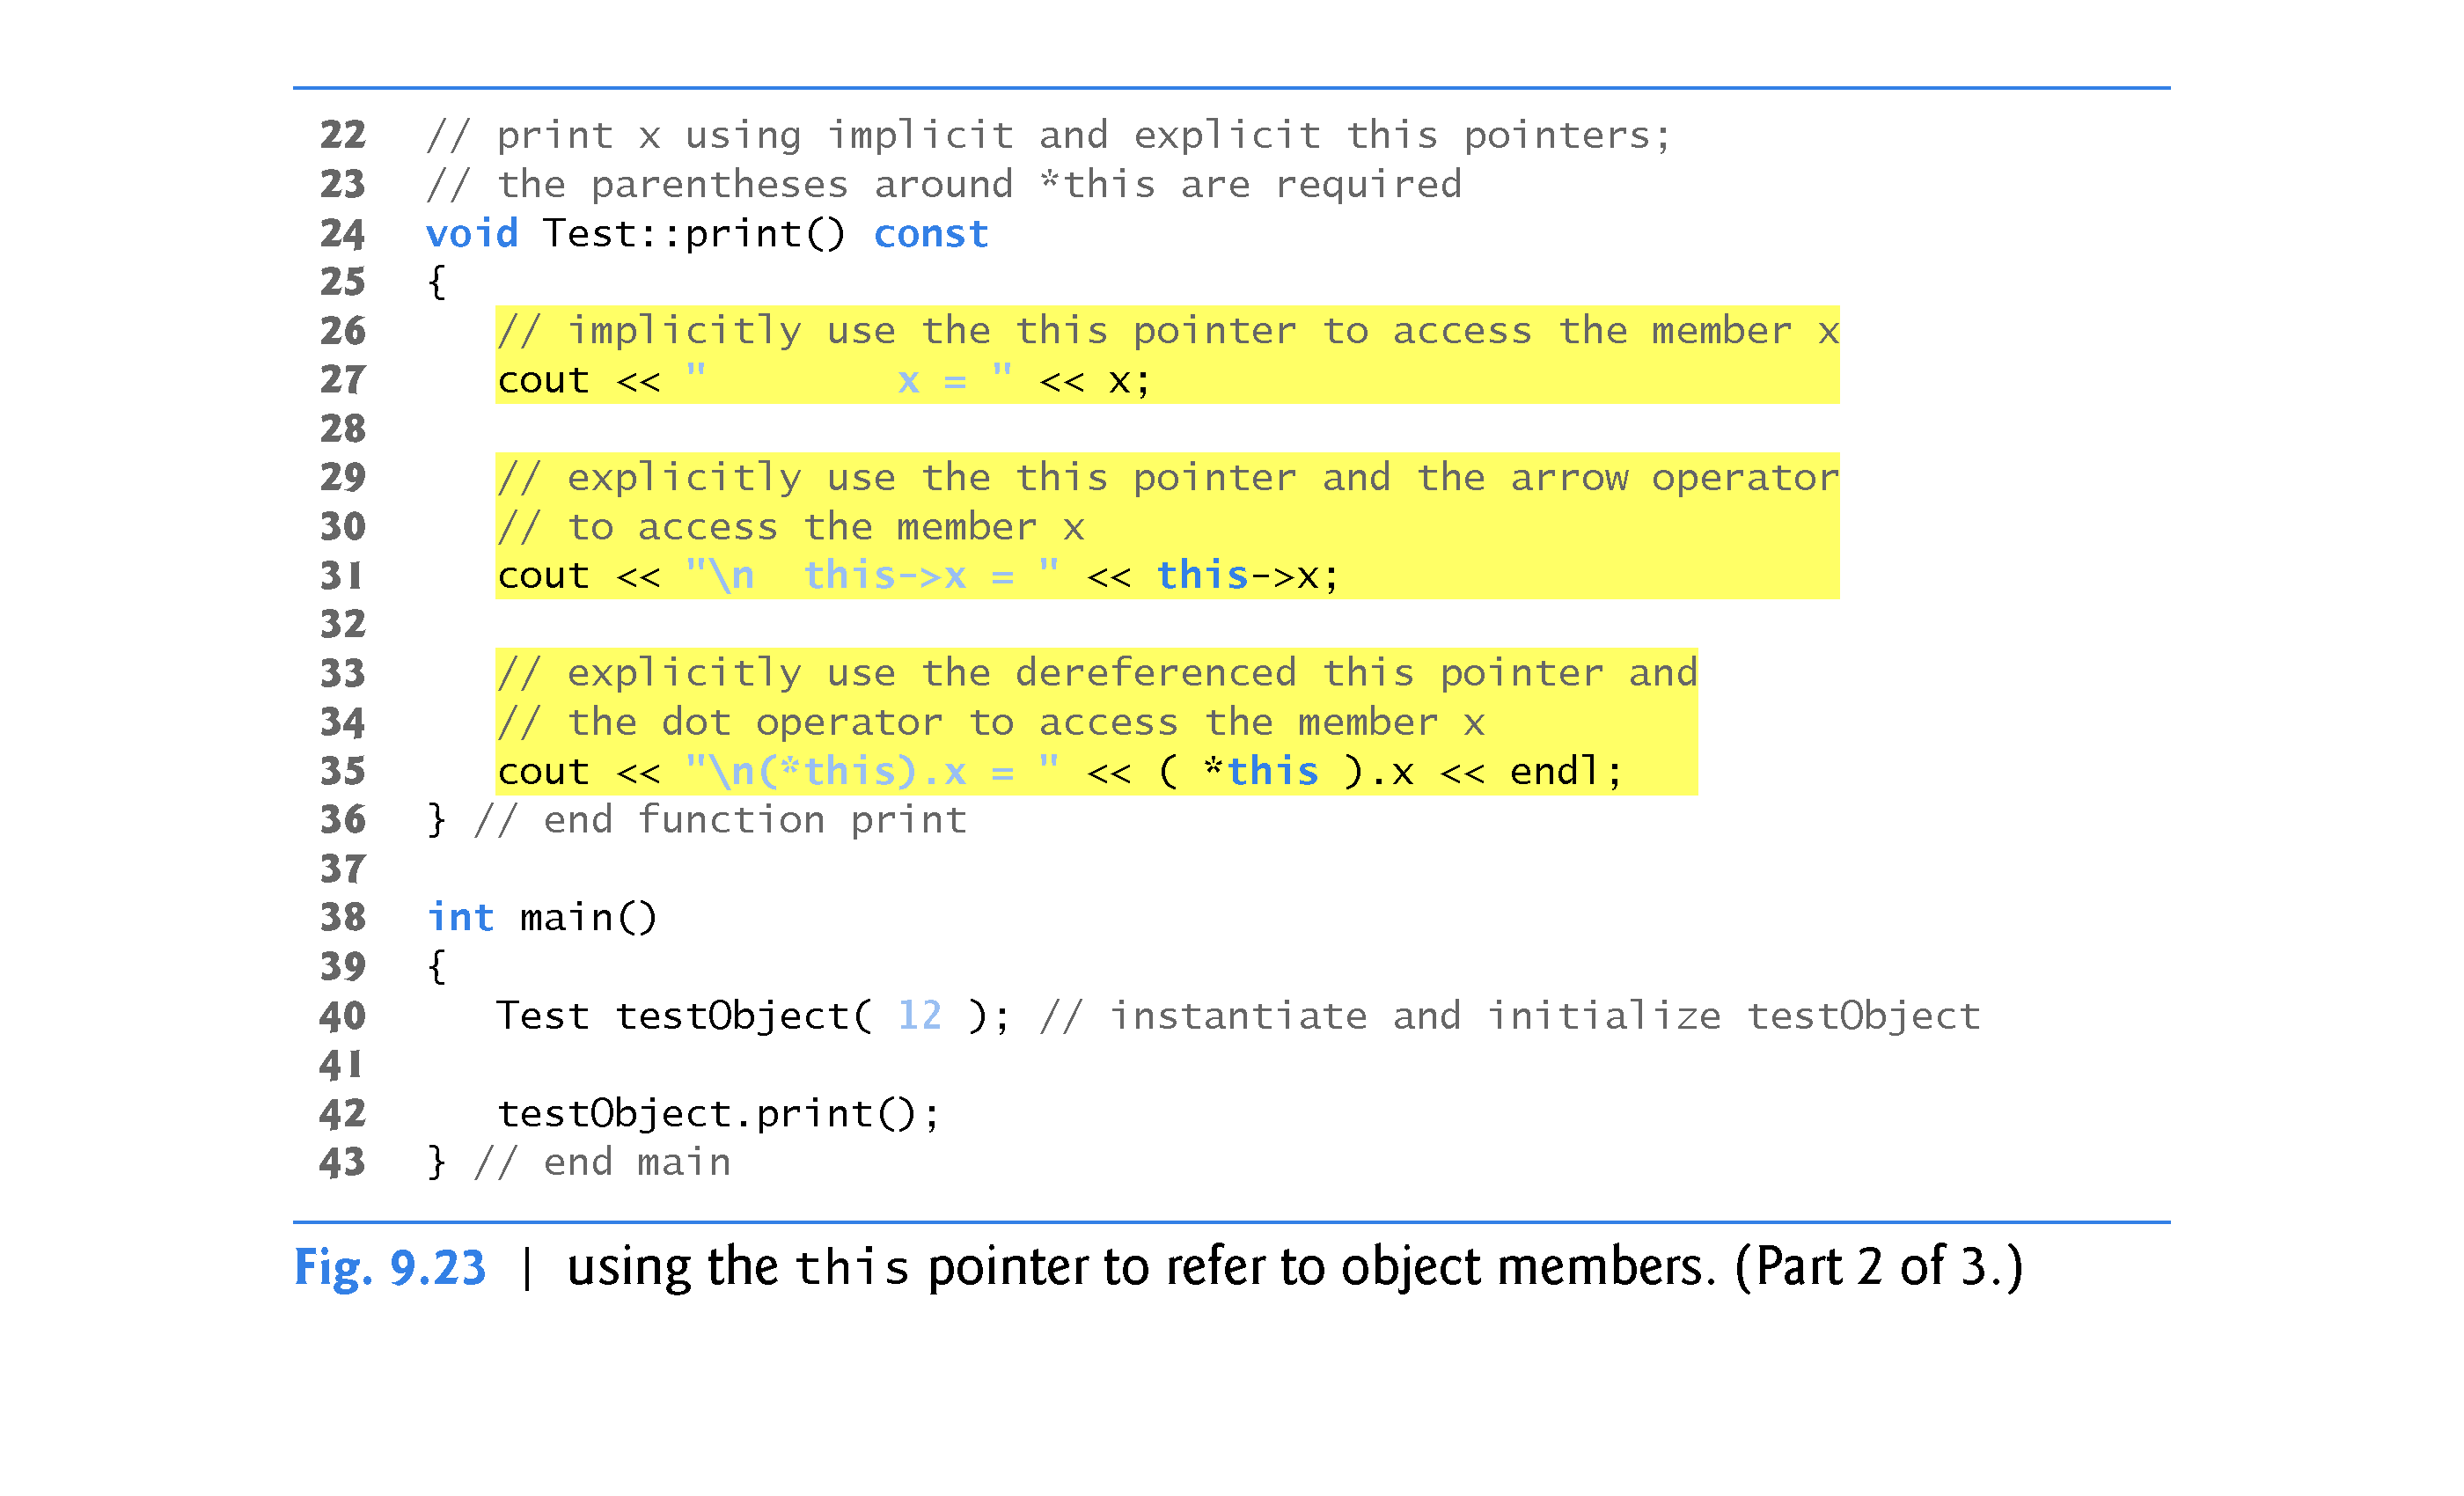 22 // print x using implicit and explicit this pointers;
23 // the parentheses around *this are required
24 void Test::print() const
25 {
26    // implicitly use the this pointer to access the member x
27    cout << "        x = " << x;
28
29    // explicitly use the this pointer and the arrow operator
30    // to access the member x
31    cout << "\n  this->x = " << this->x;
32
33    // explicitly use the dereferenced this pointer and
34    // the dot operator to access the member x
35    cout << "\n(*this).x = " << ( *this ).x << endl;
36 } // end function print
37
38 int main()
39 {
40    Test testObject( 12 ); // instantiate and initialize testObject
41
42    testObject.print();
43 } // end main
Fig. 9.23 | using the this pointer to refer to object members. (Part 2 of 3.)